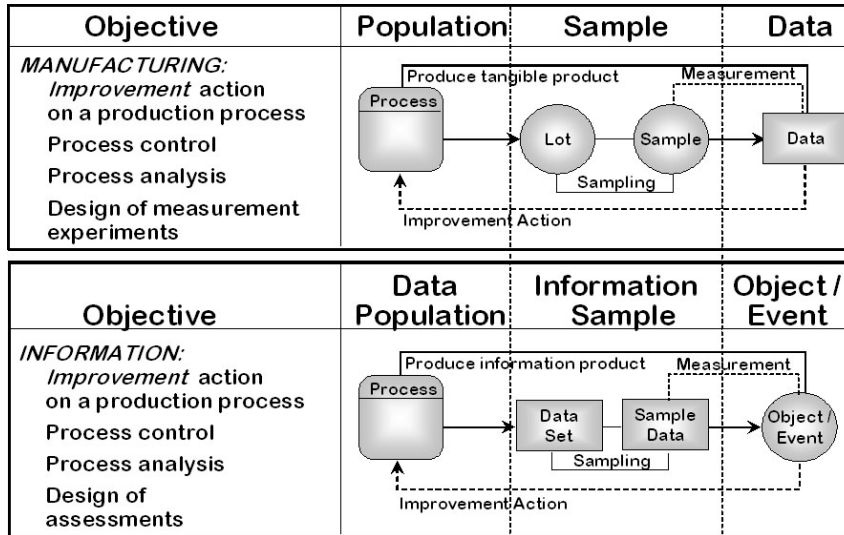 Objective
Population
Sample
Data
MANUFACTURING:
Improvement action
on a production process
Process control
Process analysis
Design of measurement
experiments
Produce tangible product
Measurement
Process
Lot
Sample
Data
Sampling
Improvement Action
Objective
Data
Population
Information
Sample
Object /
Event
INFORMATION:
Improvement action
on a production process
Process control
Process analysis
Design of
assessments
Produce information product
Measurement
Process
Data
Set
Sample
Data
Object /
Event
Sampling
Improvement Action